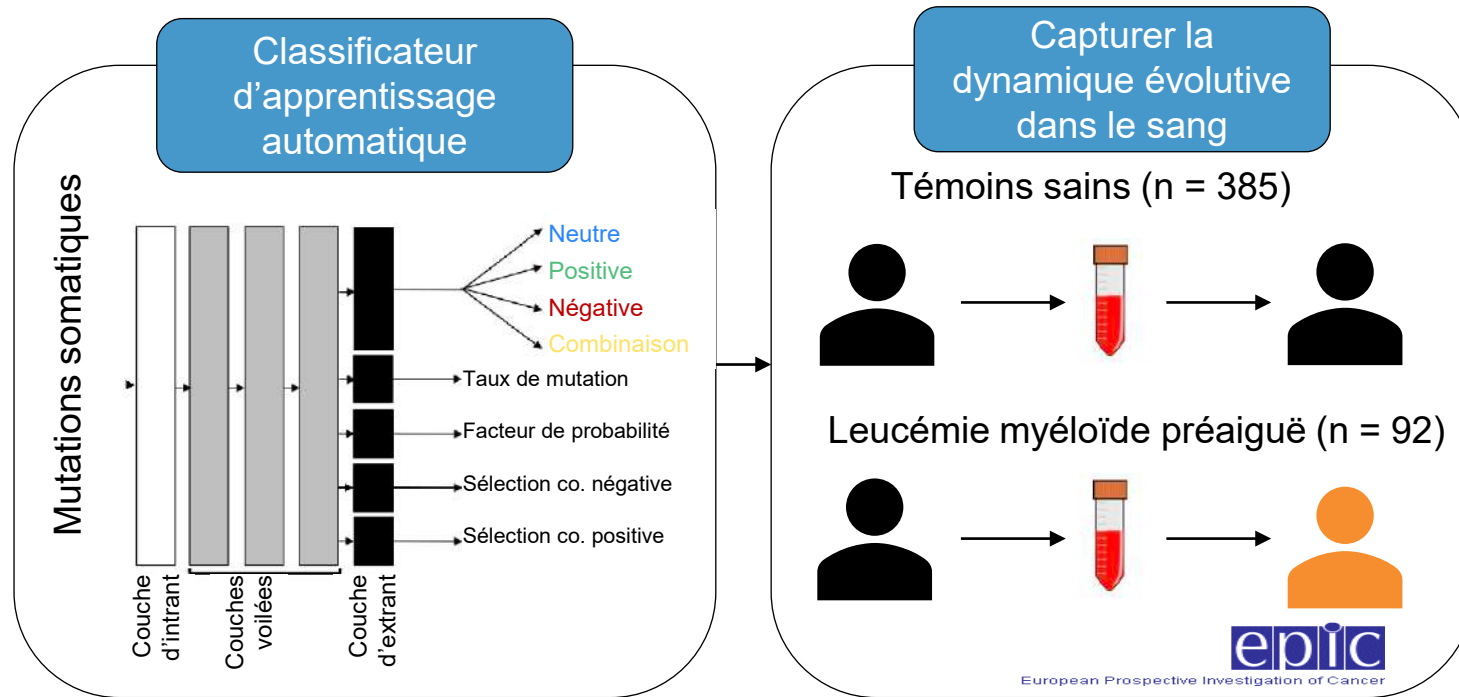 Classificateur
d'apprentissage
automatique
Mutations somatiques
Neutre
Positive
Négative
Combinaison
Taux de mutation
Facteur de probabilité
Sélection co. négative
Sélection co. positive
Couche
d'intrant
Couches
voilées
Couche
d'extrant
Capturer la
dynamique évolutive
dans le sang
Témoins sains (n = 385)
Leucémie myéloïde préaiguë (n = 92)
epic
European Prospective Investigation of Cancer